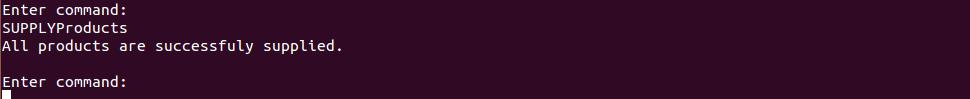 Enter command:
SUPPLYProducts
All products are successfuly supplied.
Enter command: